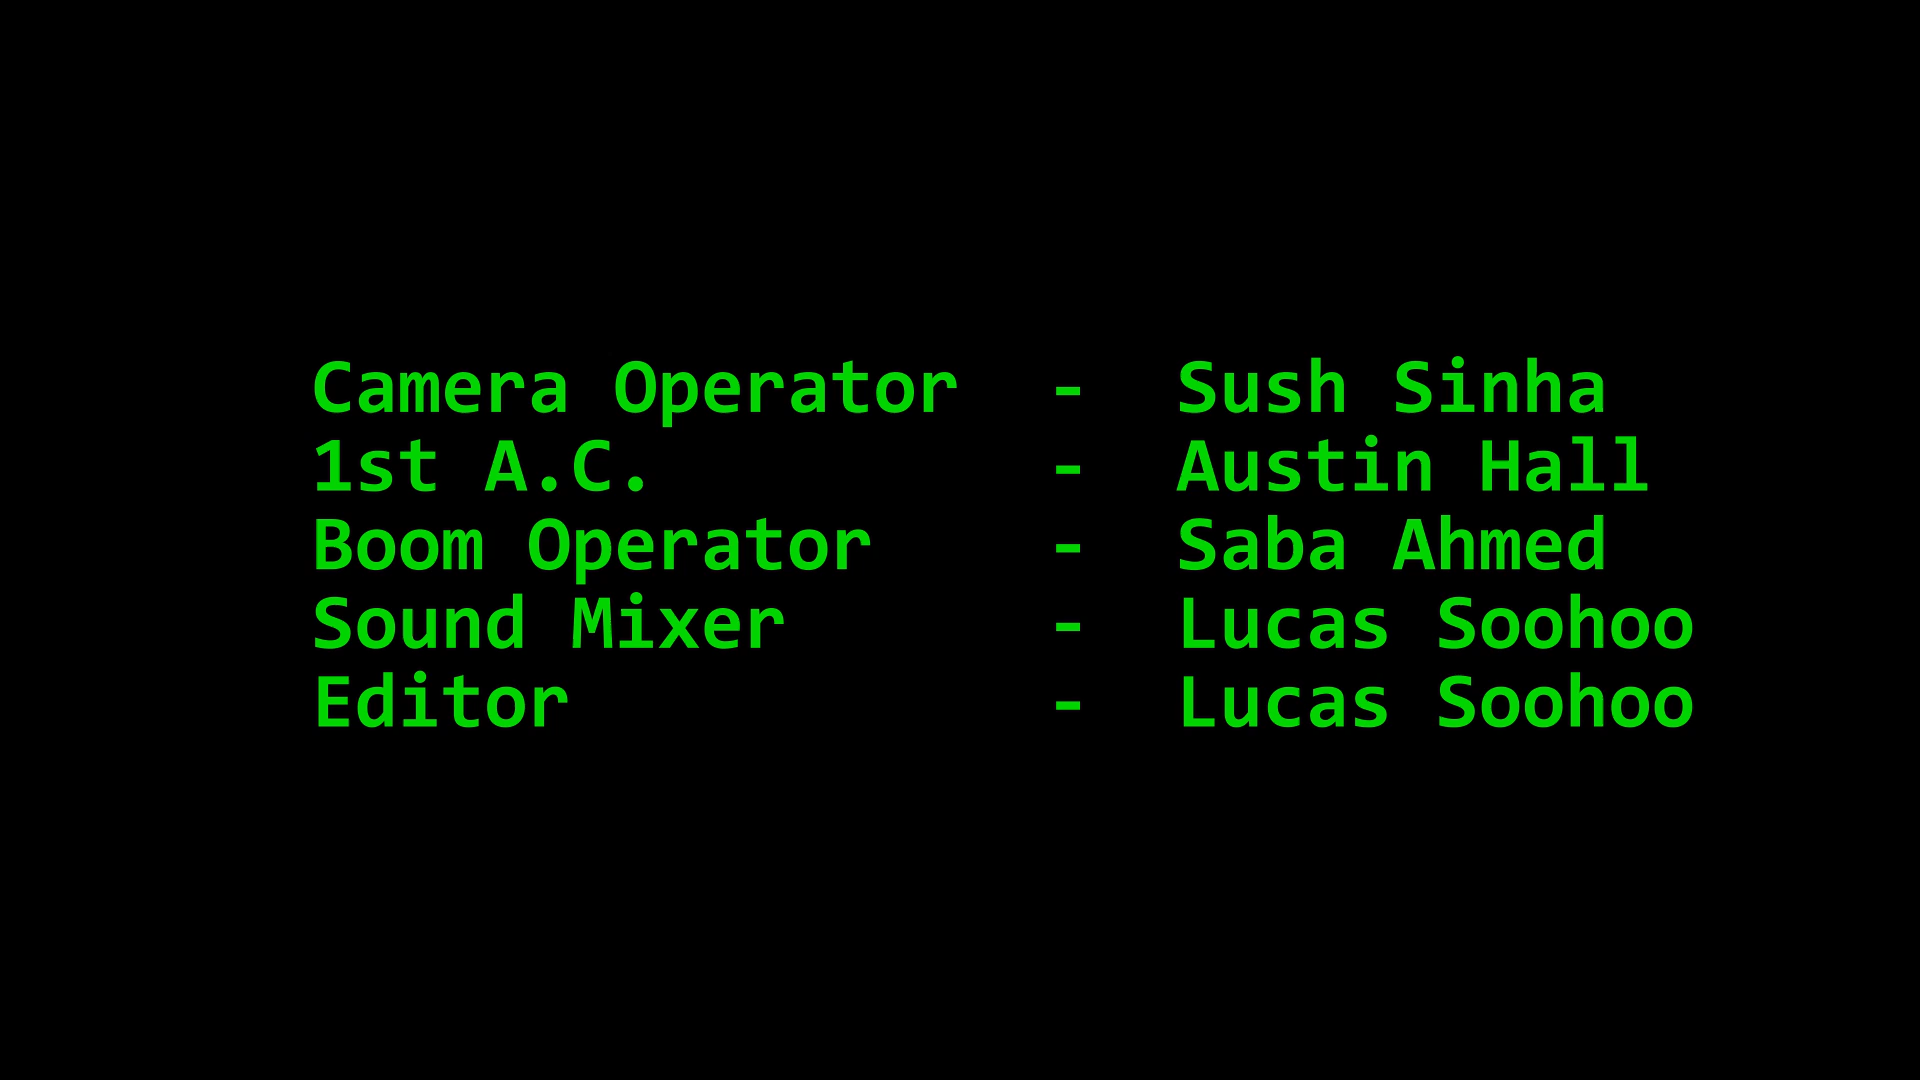 Camera Operator - Sush Sinha
1st A.C. - Austin Hall
Boom Operator - Saba Ahmed
Sound Mixer - Lucas Soohoo
Editor - Lucas Soohoo